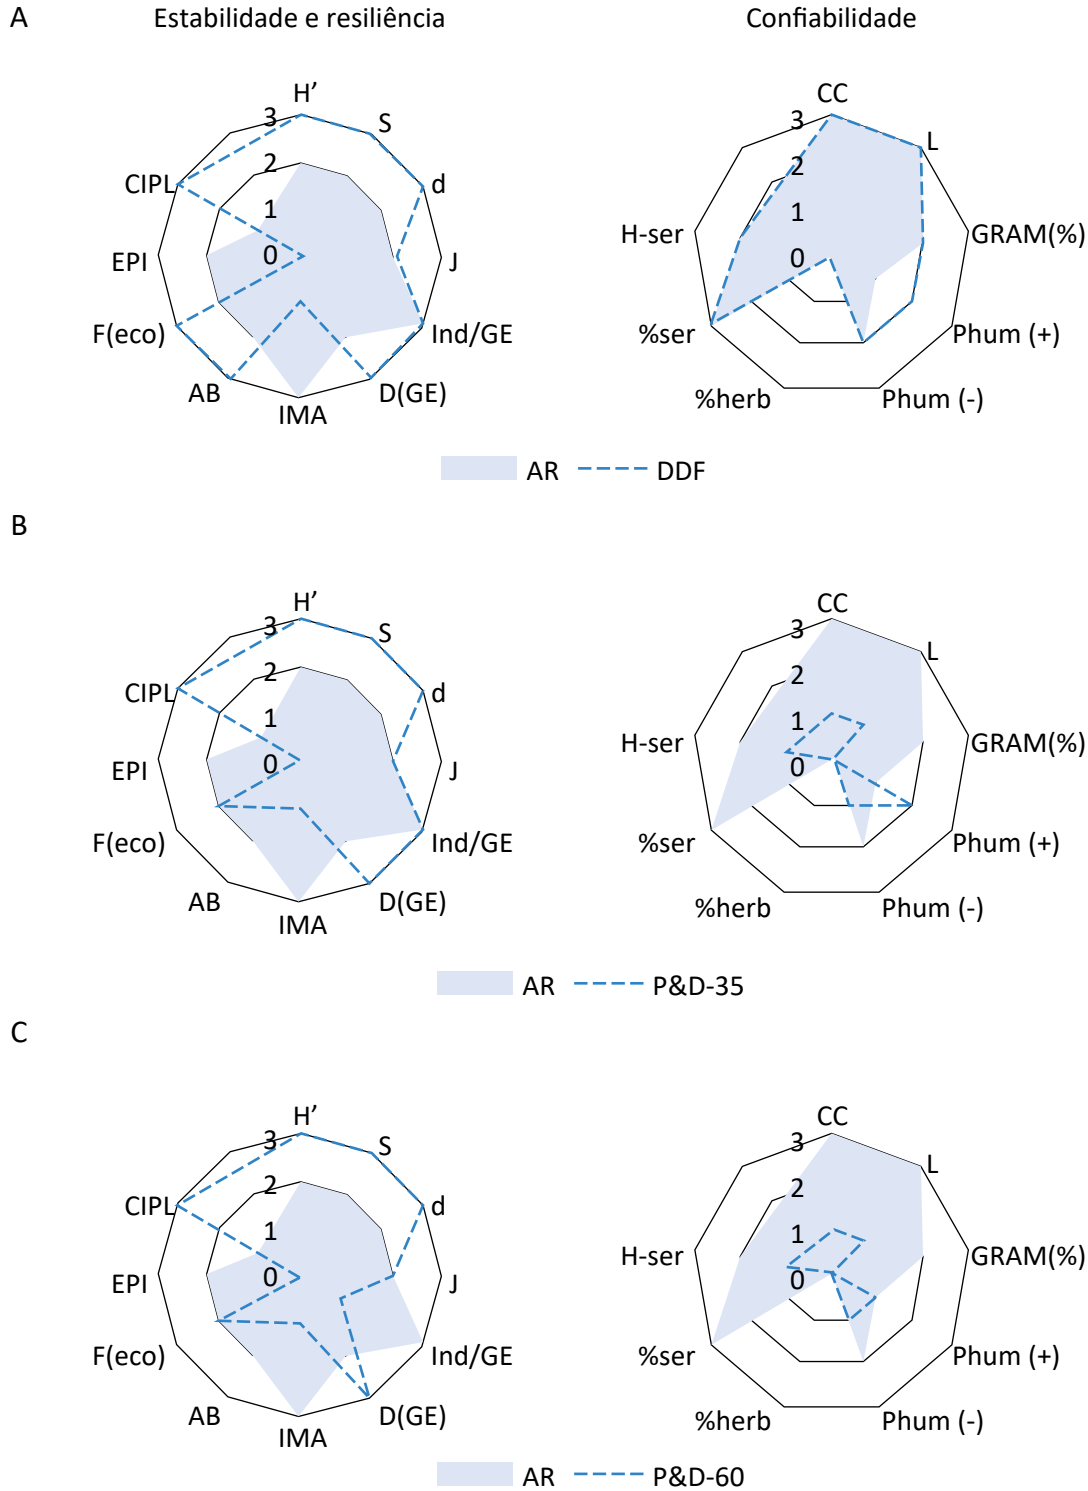 A
Estabilidade e resiliência
Confiabilidade
H’
S
d
J
Ind/GE
D(GE)
IMA
AB
F(eco)
EPI
CIPL
3
2
1
0
CC
L
GRAM(%)
Phum (+)
Phum (-)
%herb
%ser
H-ser
3
2
1
0
AR
DDF
B
H’
S
d
J
Ind/GE
D(GE)
IMA
AB
F(eco)
EPI
CIPL
3
2
1
0
CC
L
GRAM(%)
Phum (+)
Phum (-)
%herb
%ser
H-ser
3
2
1
0
AR
P&D-35
C
H’
S
d
J
Ind/GE
D(GE)
IMA
AB
F(eco)
EPI
CIPL
3
2
1
0
CC
L
GRAM(%)
Phum (+)
Phum (-)
%herb
%ser
H-ser
3
2
1
0
AR
P&D-60